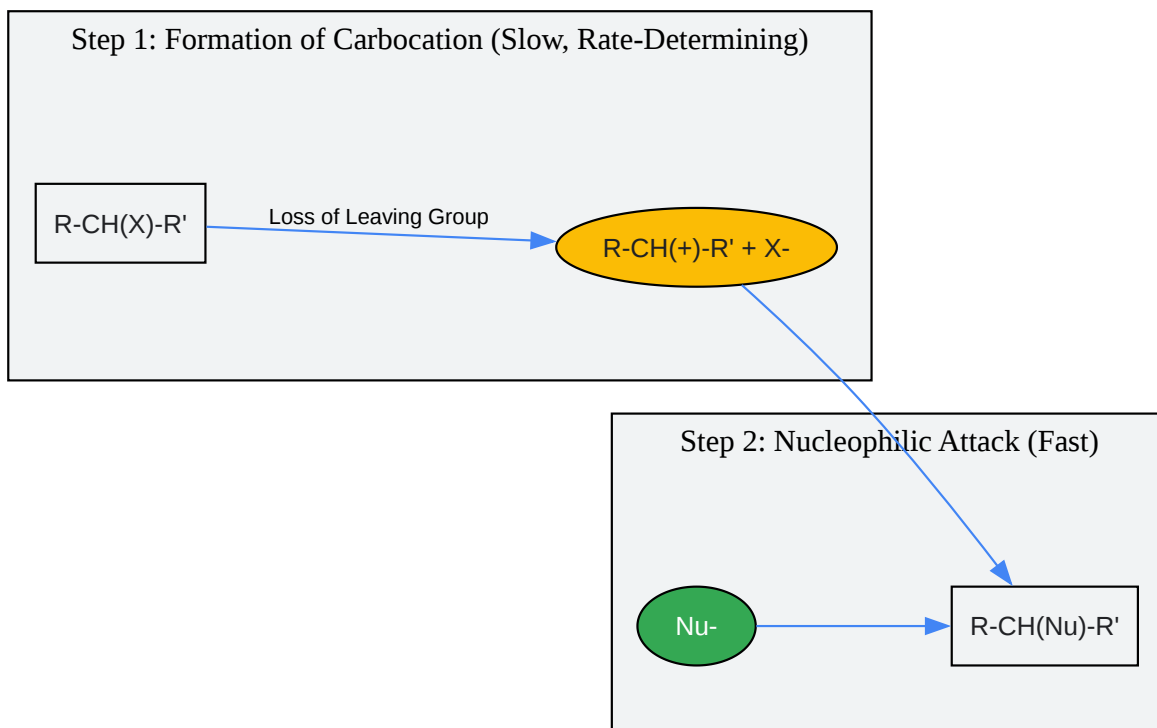 Step 1: Formation of Carbocation (Slow, Rate-Determining)
R-CH(X)-R'
Loss of Leaving Group
R-CH(+)-R' + X-
Step 2: Nucleophilic Attack (Fast)
Nu-
R-CH(Nu)-R'